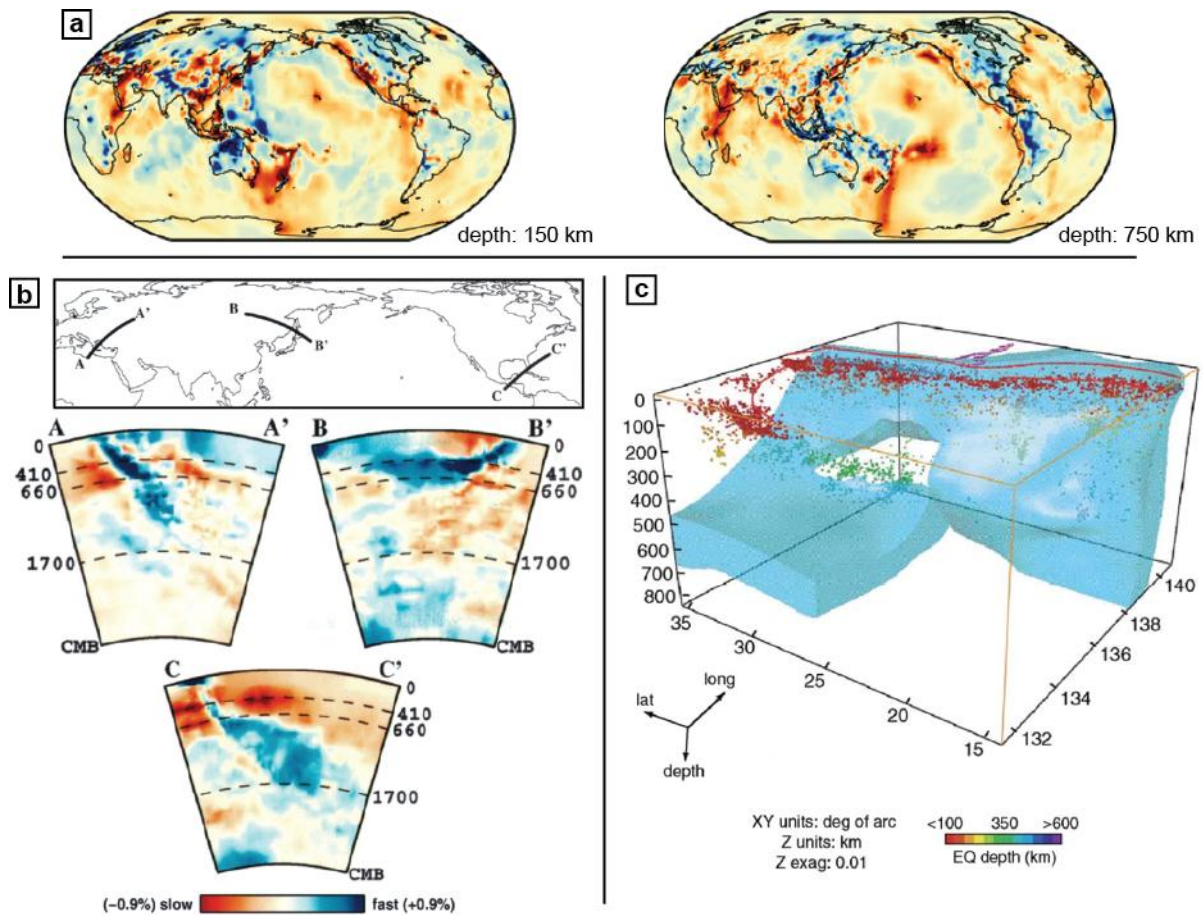 a
depth: 150 km
depth: 750 km
b
A'
A
B
B'
C'
C
A A'
0
410
660
1700
CMB
B B'
0
410
660
1700
CMB
C C'
0
410
660
1700
CMB
(-0.9%) slow fast (+0.9%)
c
0
100
200
300
400
500
600
700
800
35
30
25
20
15
140
138
136
134
132
long
lat
depth
XY units: deg of arc
Z units: km
Z exag: 0.01
<100 350 >600
EQ depth (km)